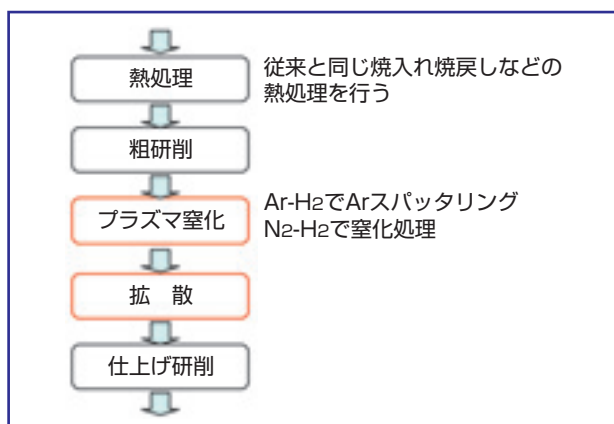 熱処理
従来と同じ焼入れ焼戻しなどの
熱処理を行う
粗研削
プラズマ窒化
Ar-H2でArスパッタリング
N2-H2で窒化処理
拡　散
仕上げ研削